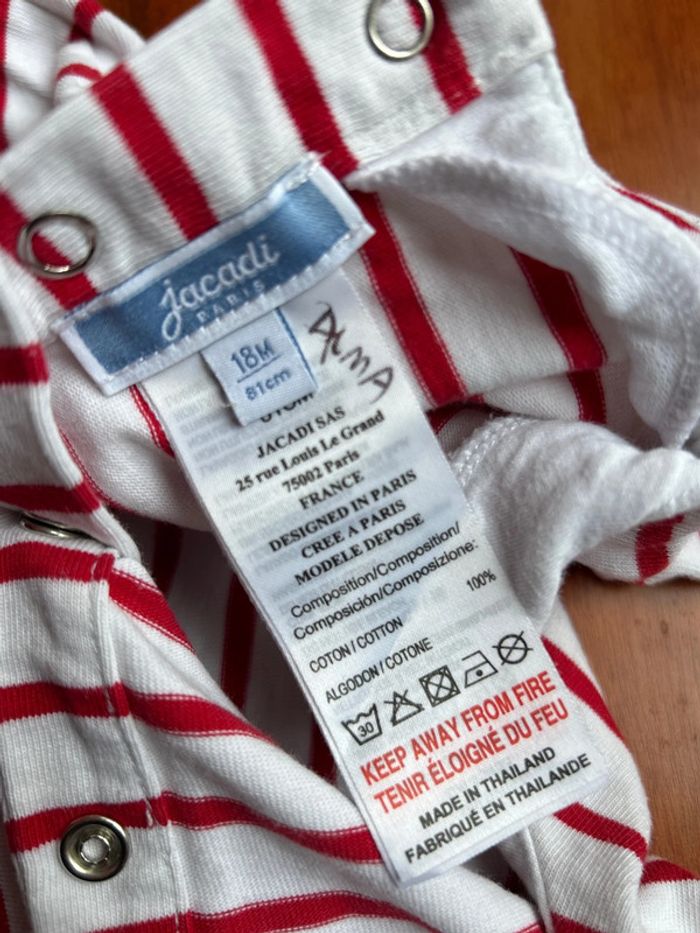 jacadi
PARIS
18M
81cm
JACADI SAS
25 rue Louis Le Grand
75002 Paris
FRANCE
DESIGNED IN PARIS
CREE A PARIS
MODELE DEPOSE
Composition/Composition/
Composición/Composizione:
100%
COTON / COTTON
ALGODON / COTONE
30
KEEP AWAY FROM FIRE
TENIR ÉLOIGNÉ DU FEU
MADE IN THAILAND
FABRIQUÉ EN THAÏLANDE